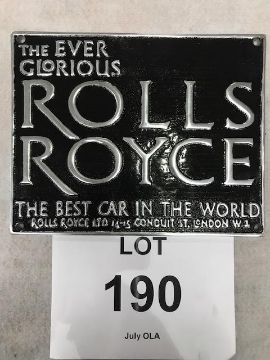 THE EVER
GLORIOUS
ROLLS
ROYCE
THE BEST CAR IN THE WORLD
ROLLS ROYCE LTD 14-15 CONDUIT ST. LONDON W.1
LOT
190
July OLA